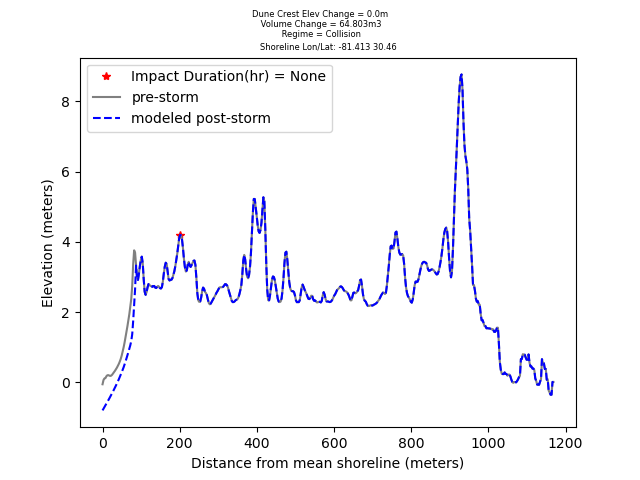 Dune Crest Elev Change = 0.0m
Volume Change = 64.803m3
Regime = Collision
Shoreline Lon/Lat: -81.413 30.46
Impact Duration(hr) = None
pre-storm
modeled post-storm
Elevation (meters)
8
6
4
2
0
0 200 400 600 800 1000 1200
Distance from mean shoreline (meters)